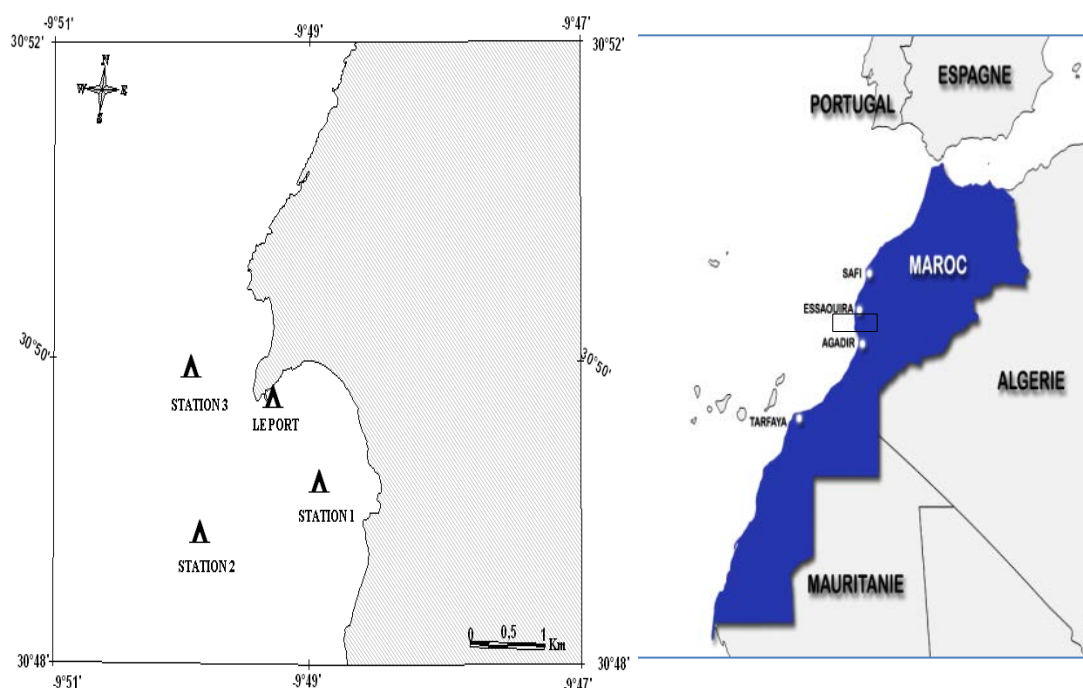 -9°51'
-9°49'
-9°47'
30°52'
30°52'
N
W E
S
30°50'
30°50'
STATION 3
LE PORT
STATION 1
STATION 2
0 0,5 1
Km
30°48'
30°48'
-9°51'
-9°49'
-9°47'
ESPAGNE
PORTUGAL
SAFI
MAROC
ESSAOUIRA
AGADIR
ALGERIE
TARFAYA
MAURITANIE